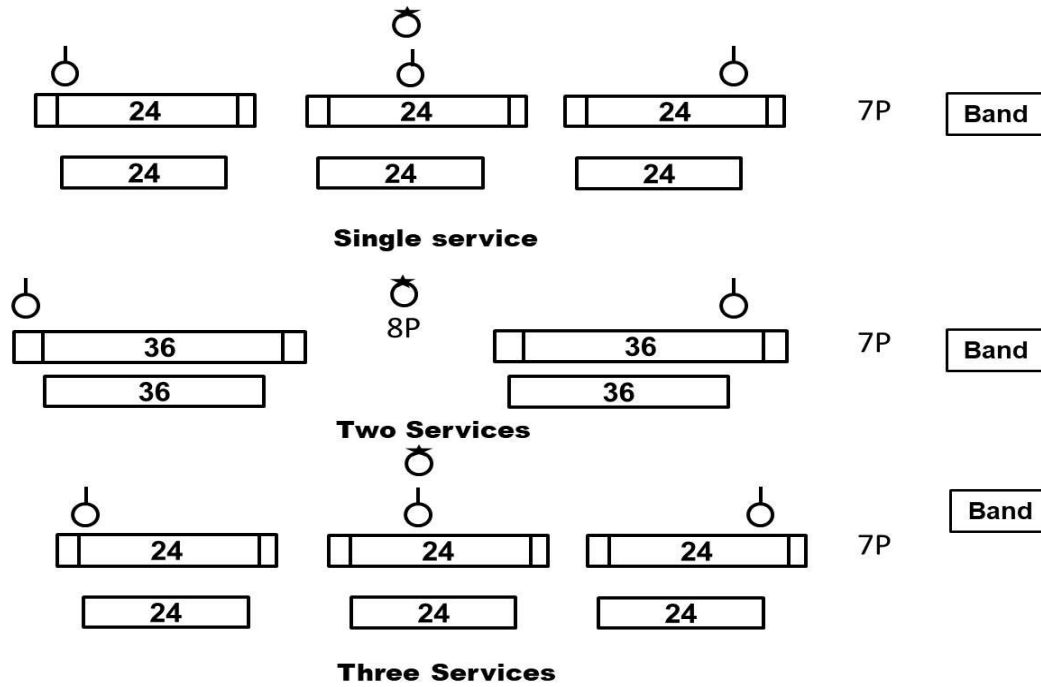 24 24 24 7P Band
24 24 24
Single service
8P
36 36 7P Band
36 36
Two Services
Band
24 24 24 7P
24 24 24
Three Services